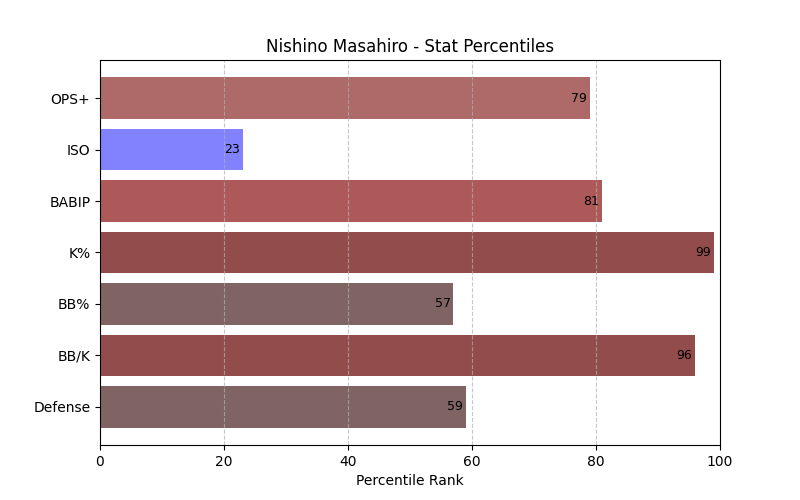 Nishino Masahiro - Stat Percentiles
OPS+ 79
ISO 23
BABIP 81
K% 99
BB% 57
BB/K 96
Defense 59
0 20 40 60 80 100
Percentile Rank